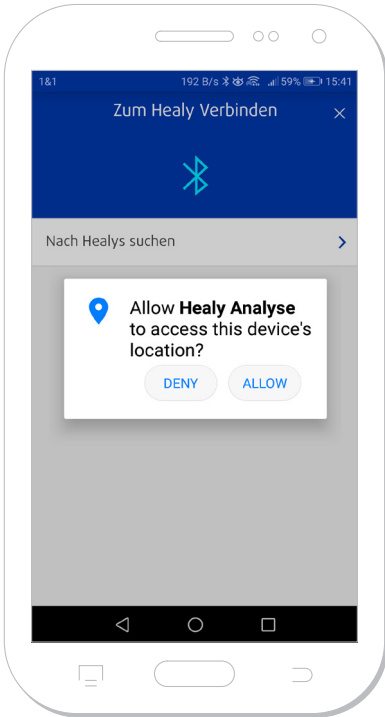 1&1 192 B/s 59% 15:41
Zum Healy Verbinden
Nach Healys suchen
Allow Healy Analyse
to access this device's
location?
DENY ALLOW